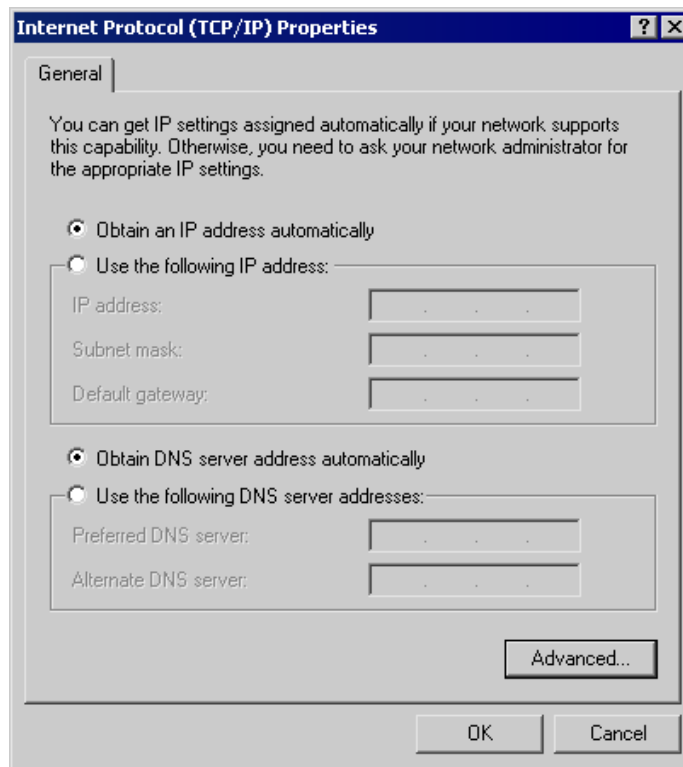 Internet Protocol (TCP/IP) Properties
General
You can get IP settings assigned automatically if your network supports
this capability. Otherwise, you need to ask your network administrator for
the appropriate IP settings.
Obtain an IP address automatically
Use the following IP address:
IP address:
Subnet mask:
Default gateway:
Obtain DNS server address automatically
Use the following DNS server addresses:
Preferred DNS server:
Alternate DNS server:
Advanced...
OK Cancel